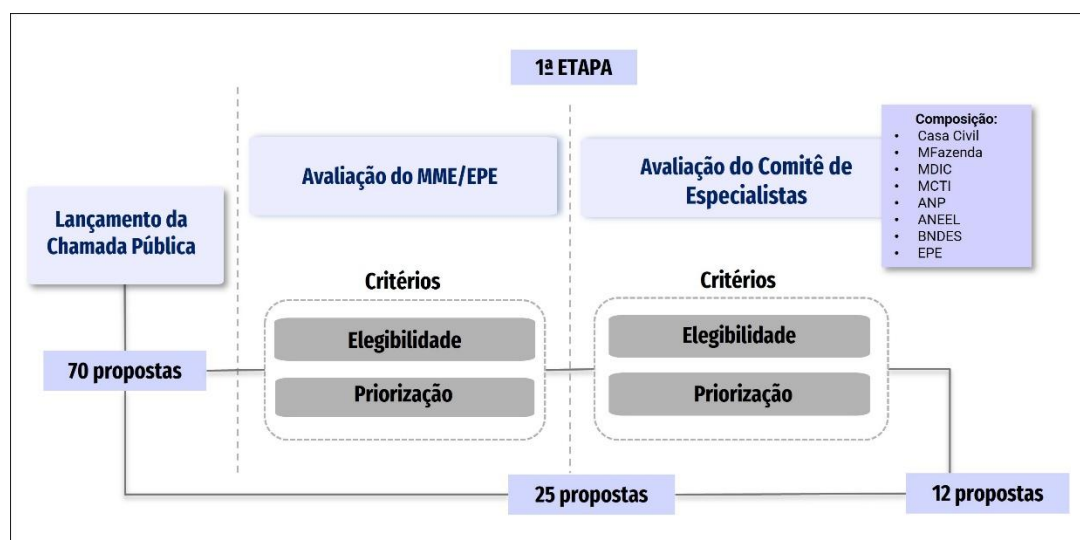 1ª ETAPA
Lançamento da
Chamada Pública
70 propostas
Avaliação do MME/EPE
Critérios
Elegibilidade
Priorização
25 propostas
Avaliação do Comitê de
Especialistas
Composição:
• Casa Civil
• MFazenda
• MDIC
• MCTI
• ANP
• ANEEL
• BNDES
• EPE
Critérios
Elegibilidade
Priorização
12 propostas